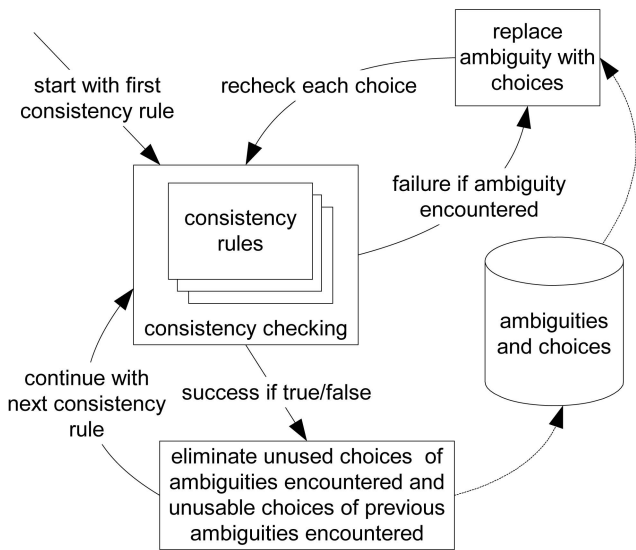 replace
ambiguity with
choices
start with first
consistency rule
recheck each choice
failure if ambiguity
encountered
consistency
rules
consistency checking
ambiguities
and choices
continue with
next consistency
rule
success if true/false
eliminate unused choices of
ambiguities encountered and
unusable choices of previous
ambiguities encountered